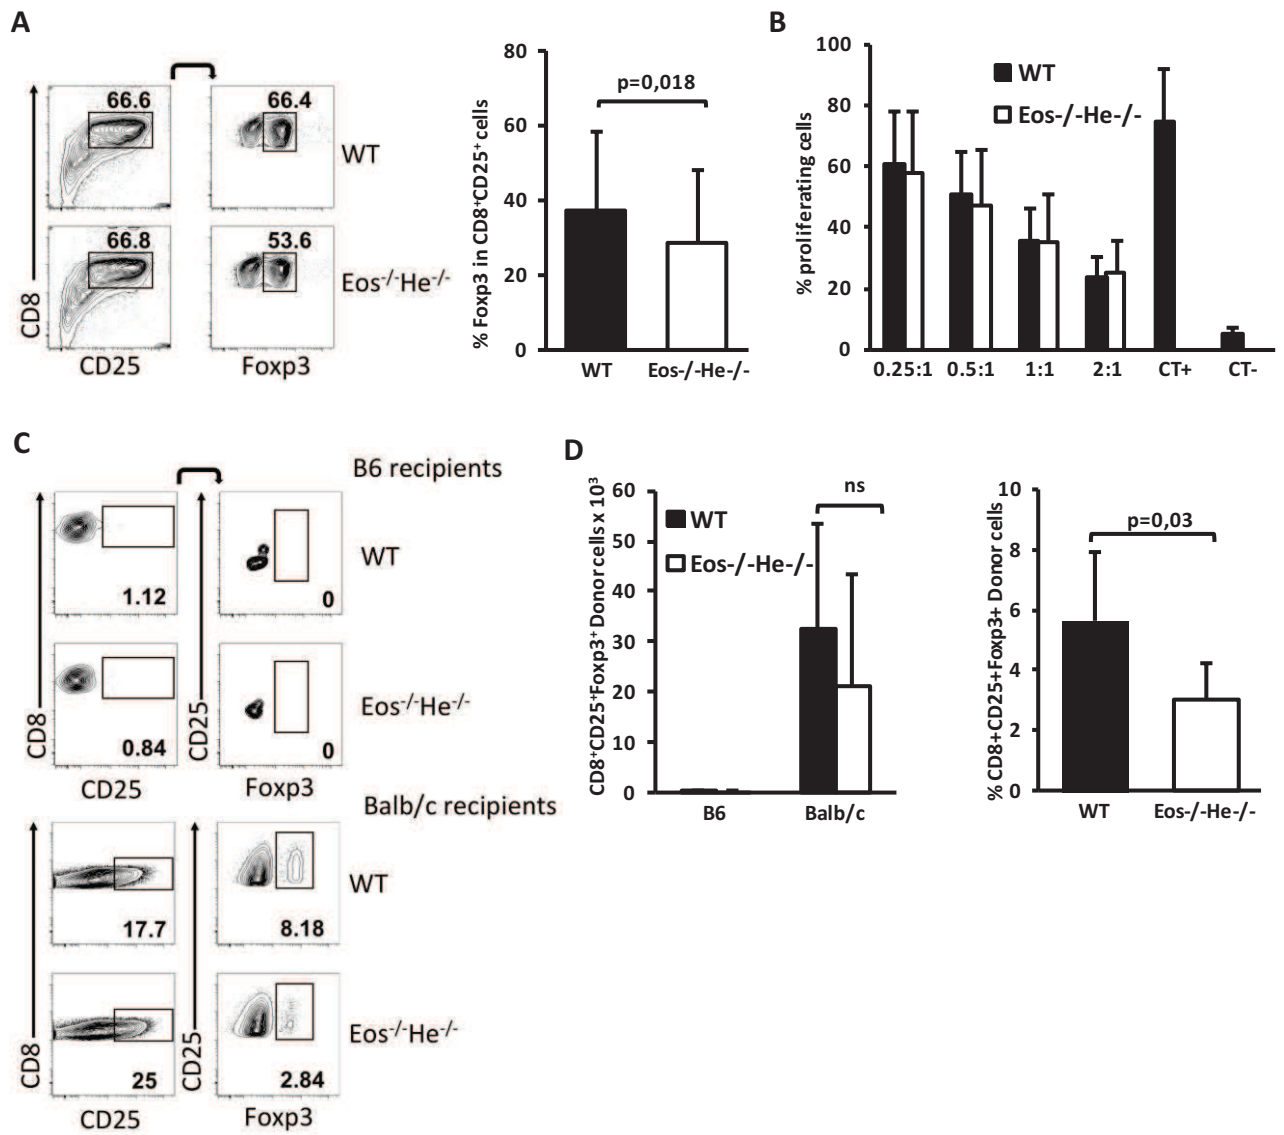 A
66.6
66.4
WT
66.8
53.6
Eos-/-He-/-
CD8
CD25
Foxp3
% Foxp3 in CD8+CD25+ cells
80
60
40
20
0
p=0,018
WT
Eos-/-He-/-
B
% proliferating cells
100
80
60
40
20
0
WT
Eos-/-He-/-
0.25:1
0.5:1
1:1
2:1
CT+
CT-
C
B6 recipients
1.12
0
WT
0.84
0
Eos-/-He-/-
CD8
CD25
CD25
Foxp3
Balb/c recipients
17.7
8.18
WT
25
2.84
Eos-/-He-/-
CD8
CD25
CD25
Foxp3
D
CD8+CD25+Foxp3+ Donor cells x 10³
60
50
40
30
20
10
0
WT
Eos-/-He-/-
ns
B6
Balb/c
% CD8+CD25+Foxp3+ Donor cells
10
8
6
4
2
0
p=0,03
WT
Eos-/-He-/-